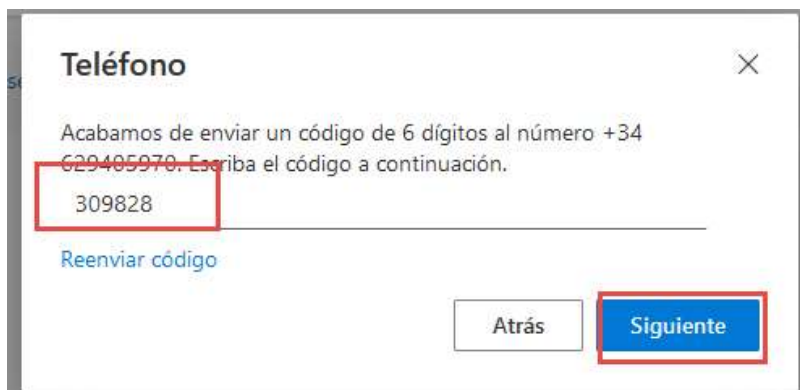 Teléfono
Acabamos de enviar un código de 6 dígitos al número +34
629405970. Escriba el código a continuación.
309828
Reenviar código
Atrás
Siguiente